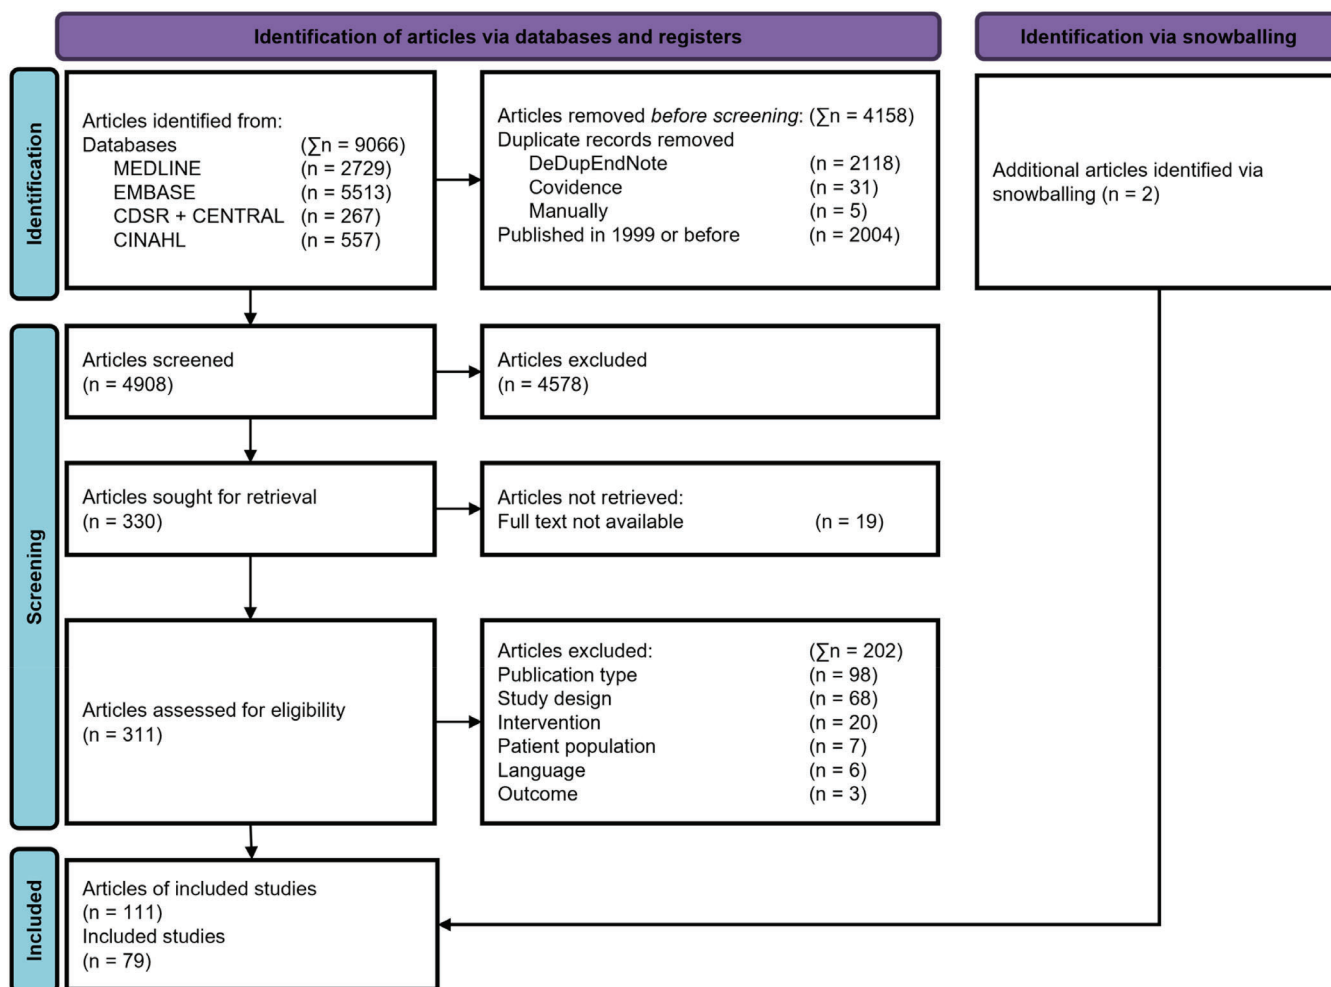 Identification of articles via databases and registers
Identification via snowballing
Identification
Articles identified from:
Databases (∑n = 9066)
MEDLINE (n = 2729)
EMBASE (n = 5513)
CDSR + CENTRAL (n = 267)
CINAHL (n = 557)
Articles removed before screening: (∑n = 4158)
Duplicate records removed
DeDupEndNote (n = 2118)
Covidence (n = 31)
Manually (n = 5)
Published in 1999 or before (n = 2004)
Additional articles identified via
snowballing (n = 2)
Screening
Articles screened
(n = 4908)
Articles excluded
(n = 4578)
Articles sought for retrieval
(n = 330)
Articles not retrieved:
Full text not available (n = 19)
Articles assessed for eligibility
(n = 311)
Articles excluded: (∑n = 202)
Publication type (n = 98)
Study design (n = 68)
Intervention (n = 20)
Patient population (n = 7)
Language (n = 6)
Outcome (n = 3)
Included
Articles of included studies
(n = 111)
Included studies
(n = 79)